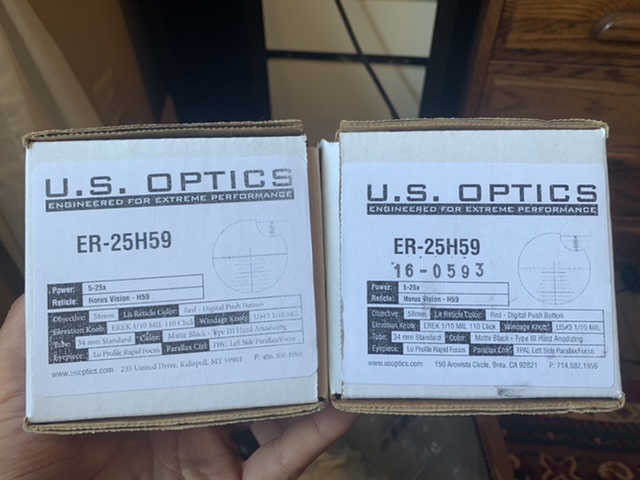 U.S. OPTICS
ENGINEERED FOR EXTREME PERFORMANCE
ER-25H59
Power: 5-25x
Reticle: Horus Vision - H59
Objective: 58mm Lit Reticle Color: Red - Digital Push Button
Elevation Knob: EREK 1/10 MIL 110 Click Windage Knob: US#3 1/10 MIL
Tube: 34 mm Standard Color: Matte Black - Type III Hard Anodizing
Eyepiece: Lo Profile Rapid Focus Parallax Ctrl: TPAL Left Side Parallax/Focus
www.usoptics.com 235 United Drive, Kalispell, MT 59901
U.S. OPTICS
ENGINEERED FOR EXTREME PERFORMANCE
ER-25H59
16-0593
Power: 5-25x
Reticle: Horus Vision - H59
Objective: 58mm Lit Reticle Color: Red - Digital Push Button
Elevation Knob: EREK 1/10 MIL 110 Click Windage Knob: US#3 1/10 MIL
Tube: 34 mm Standard Color: Matte Black - Type III Hard Anodizing
Eyepiece: Lo Profile Rapid Focus Parallax Ctrl: TPAL Left Side Parallax/Focus
www.usoptics.com 150 Arovista Circle, Brea, CA 92821 P: 714.582.1956